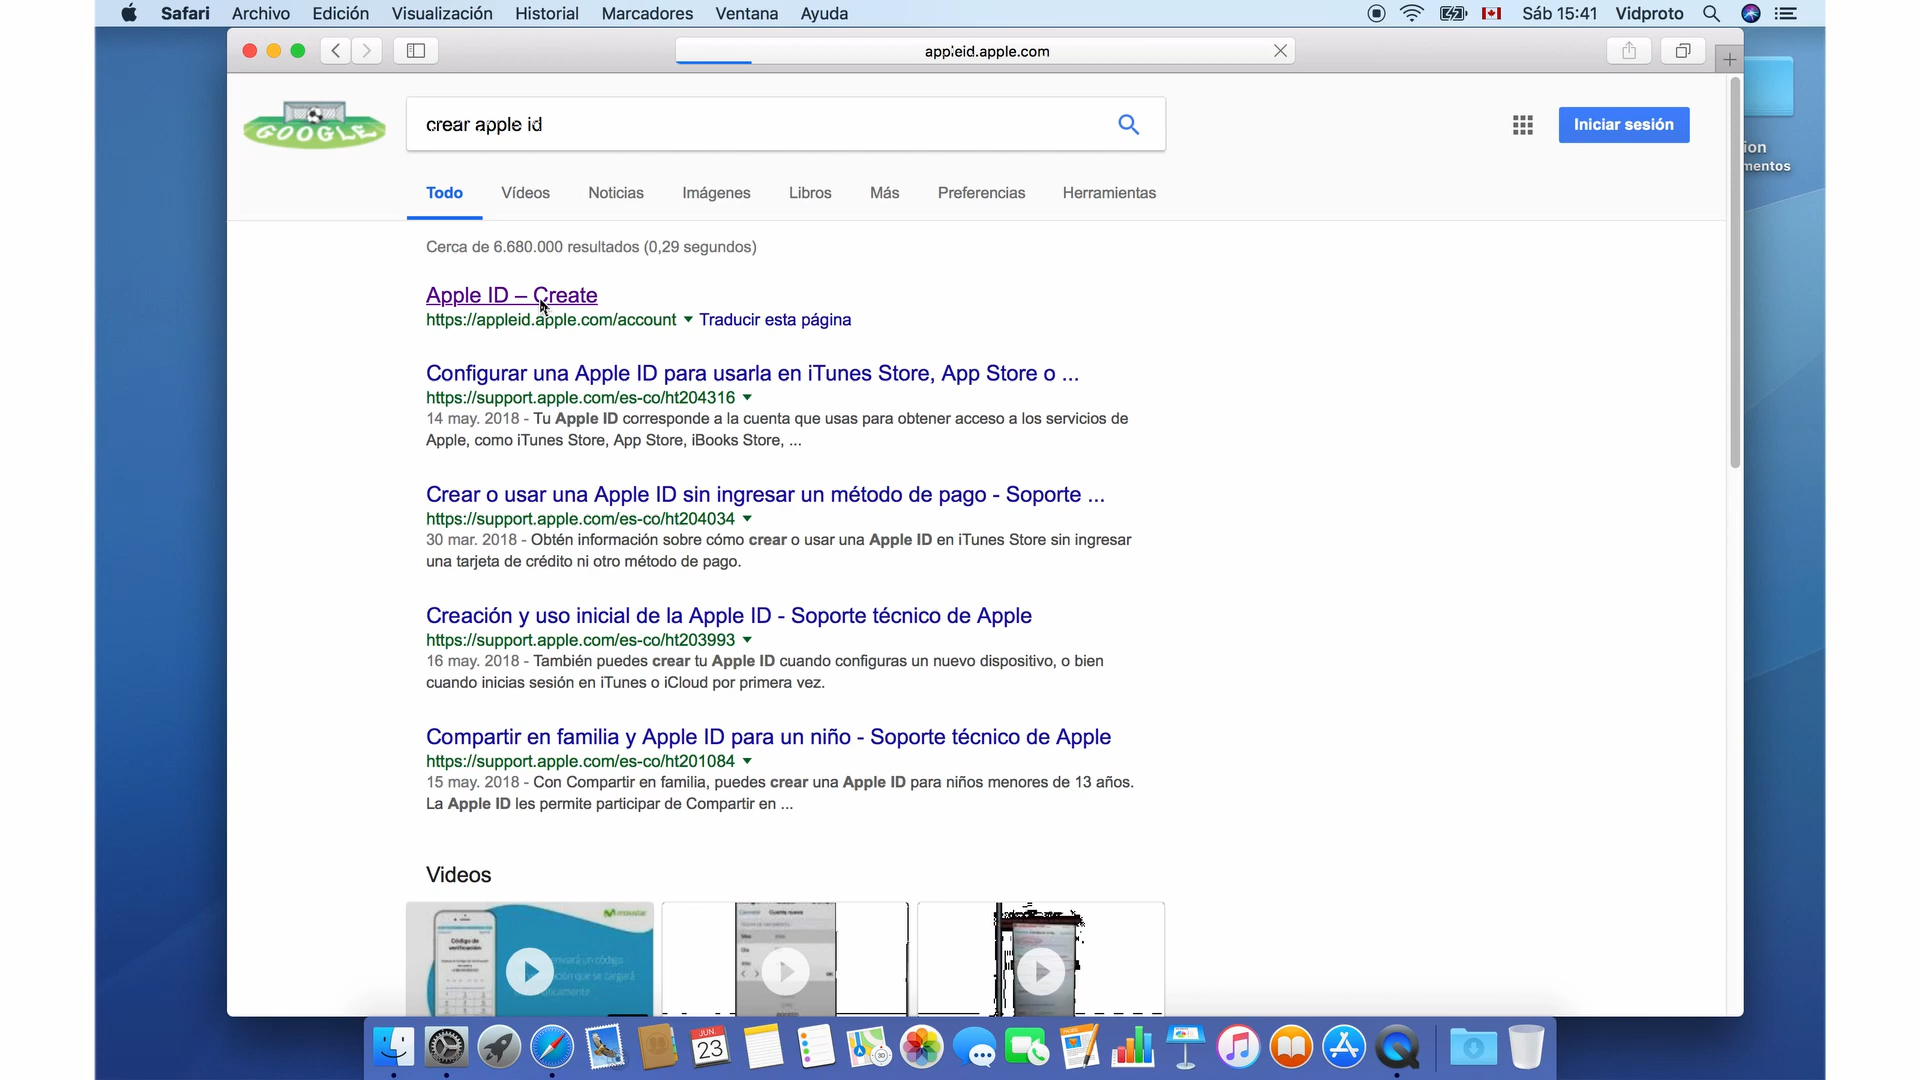 Safari Archivo Edición Visualización Historial Marcadores Ventana Ayuda Sáb 15:41 Vidproto
appleid.apple.com
GOOGLE
crear apple id
Iniciar sesión
Todo Vídeos Noticias Imágenes Libros Más Preferencias Herramientas
Cerca de 6.680.000 resultados (0,29 segundos)
Apple ID – Create
https://appleid.apple.com/account Traducir esta página
Configurar una Apple ID para usarla en iTunes Store, App Store o ...
https://support.apple.com/es-co/ht204316
14 may. 2018 - Tu Apple ID corresponde a la cuenta que usas para obtener acceso a los servicios de
Apple, como iTunes Store, App Store, iBooks Store, ...
Crear o usar una Apple ID sin ingresar un método de pago - Soporte ...
https://support.apple.com/es-co/ht204034
30 mar. 2018 - Obtén información sobre cómo crear o usar una Apple ID en iTunes Store sin ingresar
una tarjeta de crédito ni otro método de pago.
Creación y uso inicial de la Apple ID - Soporte técnico de Apple
https://support.apple.com/es-co/ht203993
16 may. 2018 - También puedes crear tu Apple ID cuando configuras un nuevo dispositivo, o bien
cuando inicias sesión en iTunes o iCloud por primera vez.
Compartir en familia y Apple ID para un niño - Soporte técnico de Apple
https://support.apple.com/es-co/ht201084
15 may. 2018 - Con Compartir en familia, puedes crear una Apple ID para niños menores de 13 años.
La Apple ID les permite participar de Compartir en ...
Videos
movistar
Código de
verificación
JUN.
23